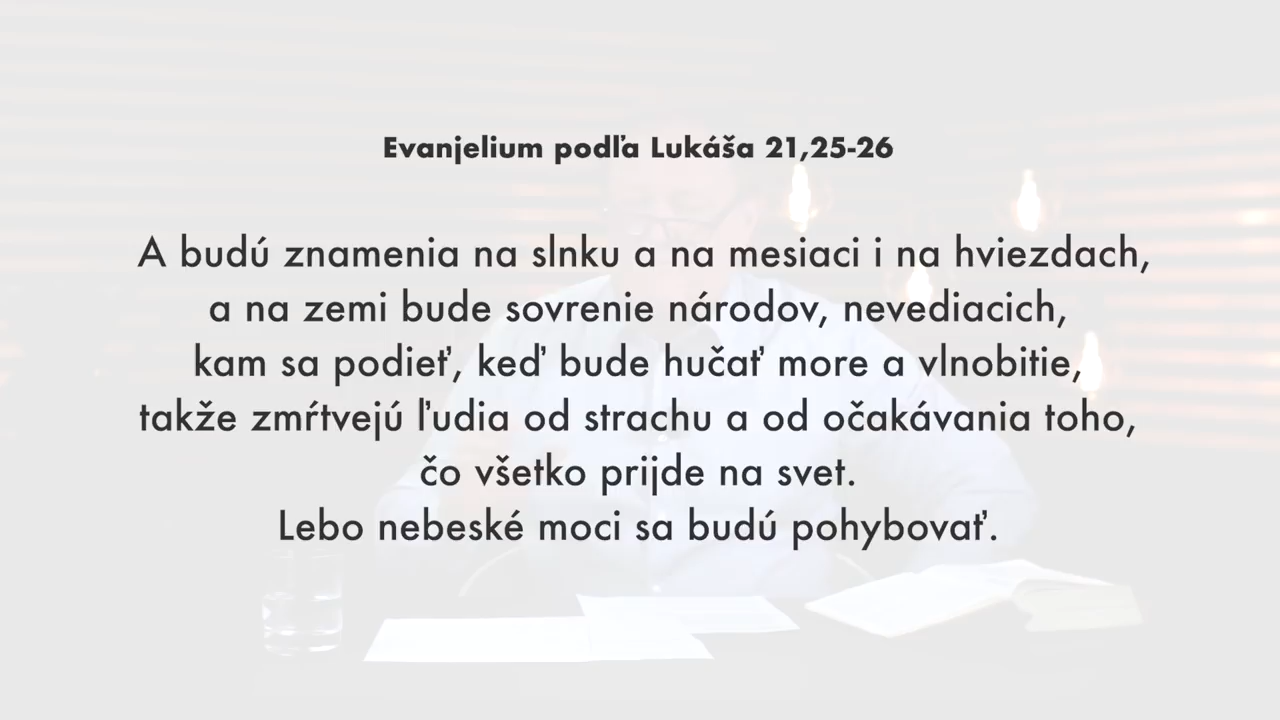 Evanjelium podľa Lukáša 21,25-26
A budú znamenia na slnku a na mesiaci i na hviezdach,
a na zemi bude sovrenie národov, nevediacich,
kam sa podieť, keď bude hučať more a vlnobitie,
takže zmŕtvejú ľudia od strachu a od očakávania toho,
čo všetko prijde na svet.
Lebo nebeské moci sa budú pohybovať.